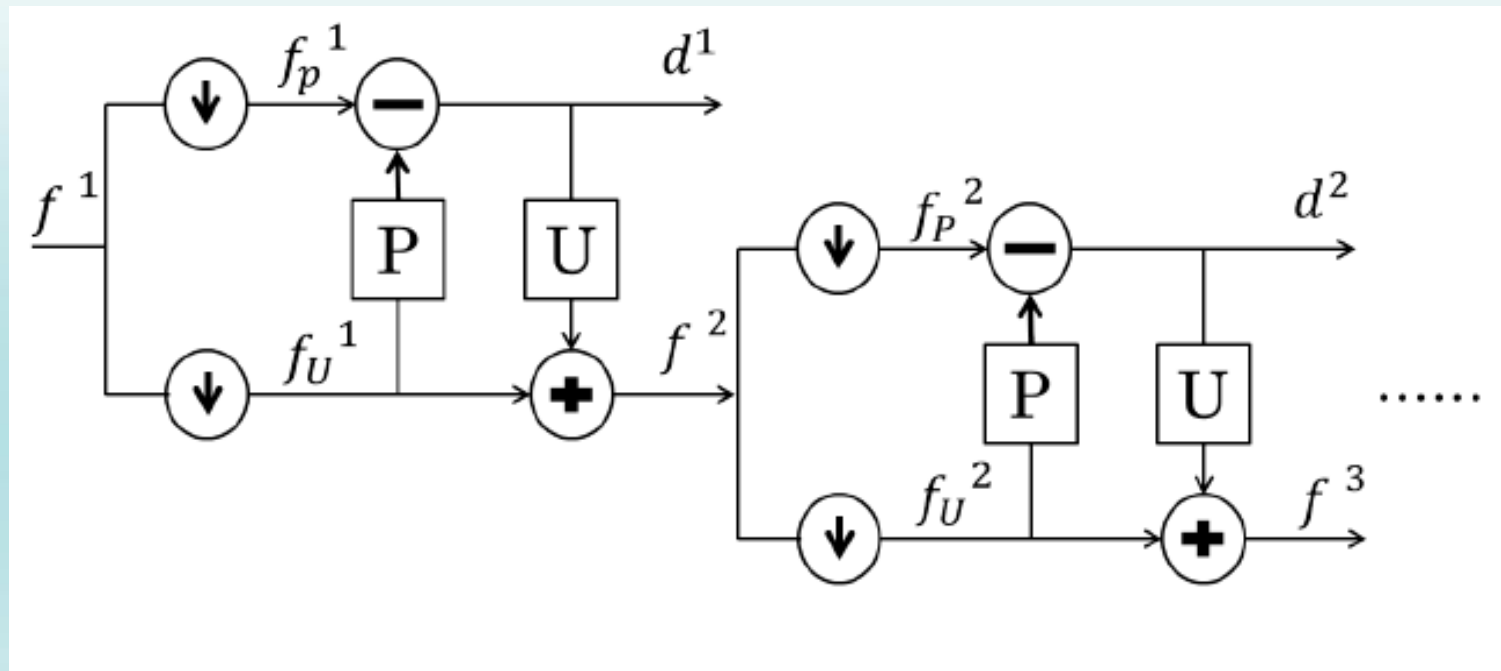 f_p^1
d^1
f^1
P
U
f_U^1
f^2
f_P^2
d^2
P
U
......
f_U^2
f^3